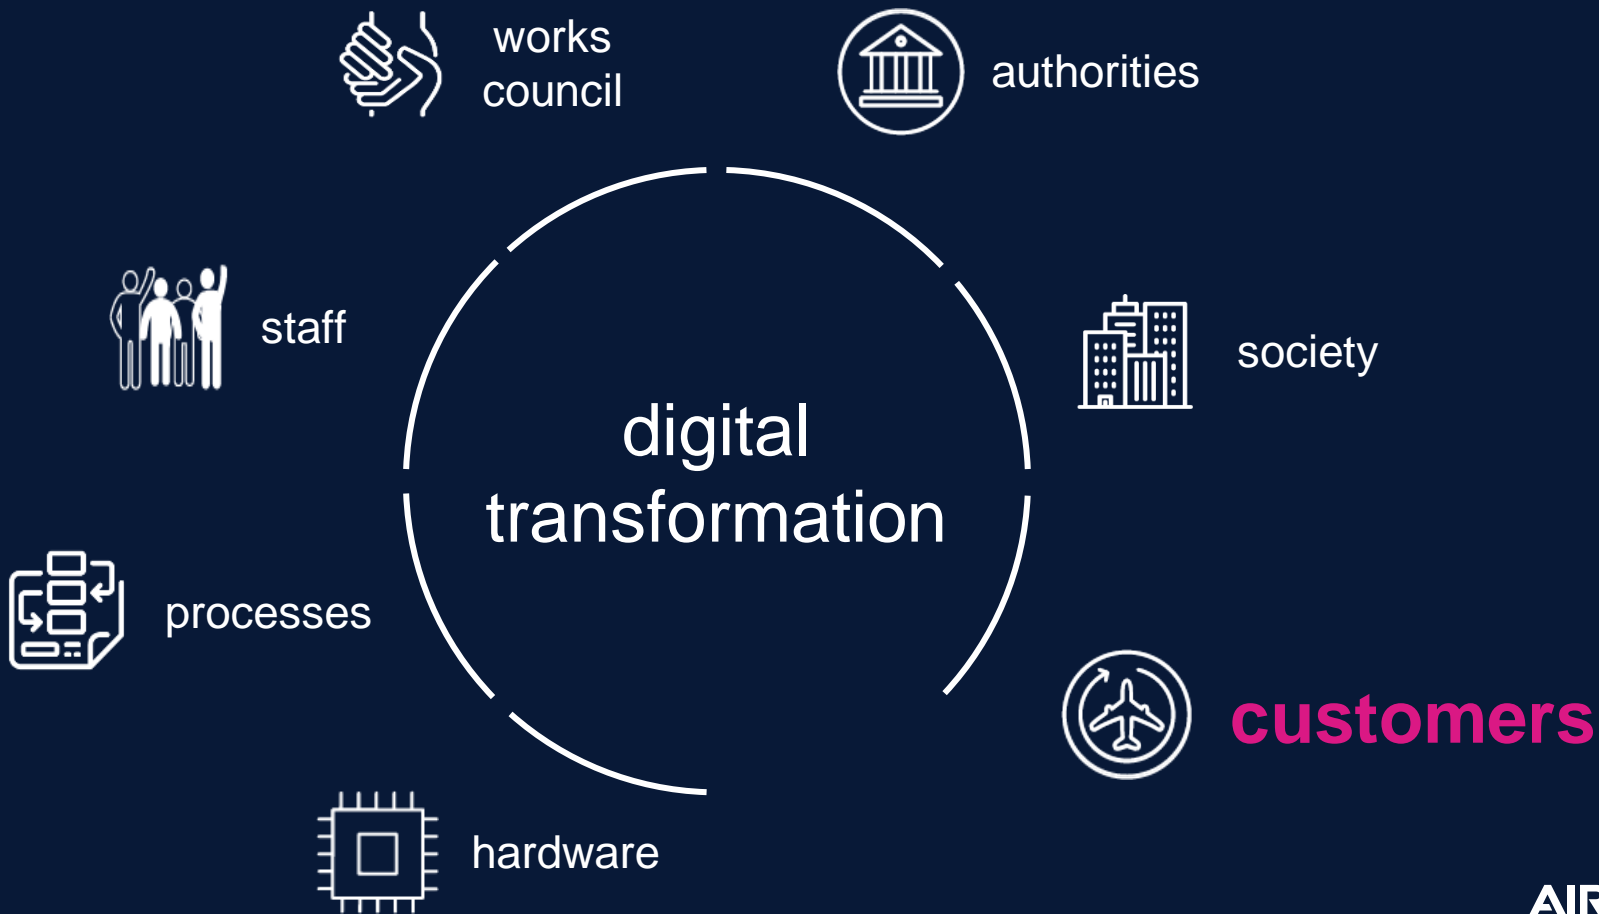 works
council
authorities
staff
society
digital
transformation
processes
customers
hardware